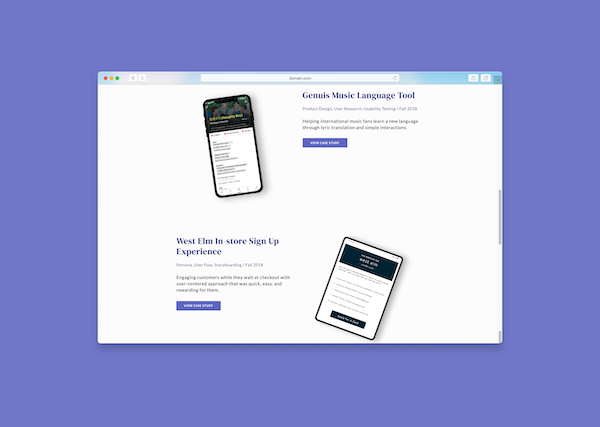 domain.com
Genuis Music Language Tool
Product Design, User Research, Usability Testing / Fall 2018
Helping international music fans learn a new language
through lyric translation and simple interactions.
VIEW CASE STUDY
West Elm In-store Sign Up
Experience
Persona, User flow, Storyboarding / Fall 2018
Engaging customers while they wait at checkout with
user-centered approach that was quick, easy, and
rewarding for them.
VIEW CASE STUDY
west elm